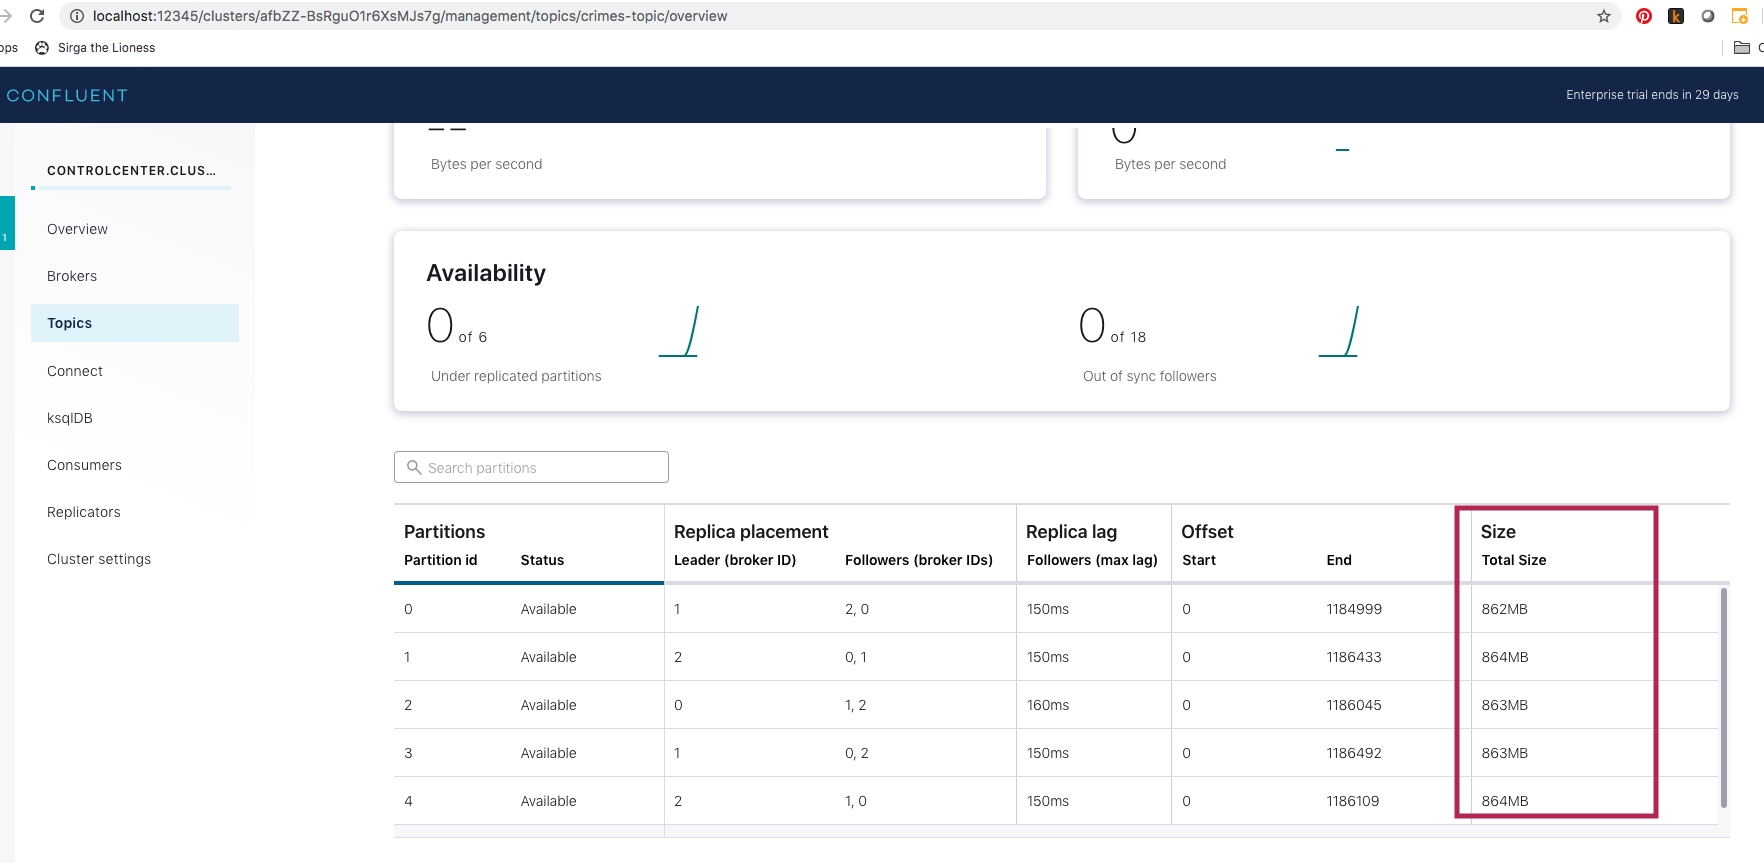 localhost:12345/clusters/afbZZ-BsRguO1r6XsMJs7g/management/topics/crimes-topic/overview
Sirga the Lioness
CONFLUENT
Enterprise trial ends in 29 days
CONTROLCENTER.CLUS...
1
Overview
Brokers
Topics
Connect
ksqlDB
Consumers
Replicators
Cluster settings
Bytes per second
0
Bytes per second
Availability
0 of 6
Under replicated partitions
0 of 18
Out of sync followers
Search partitions
Partitions Replica placement Replica lag Offset Size
Partition id Status Leader (broker ID) Followers (broker IDs) Followers (max lag) Start End Total Size
0 Available 1 2, 0 150ms 0 1184999 862MB
1 Available 2 0, 1 150ms 0 1186433 864MB
2 Available 0 1, 2 160ms 0 1186045 863MB
3 Available 1 0, 2 150ms 0 1186492 863MB
4 Available 2 1, 0 150ms 0 1186109 864MB